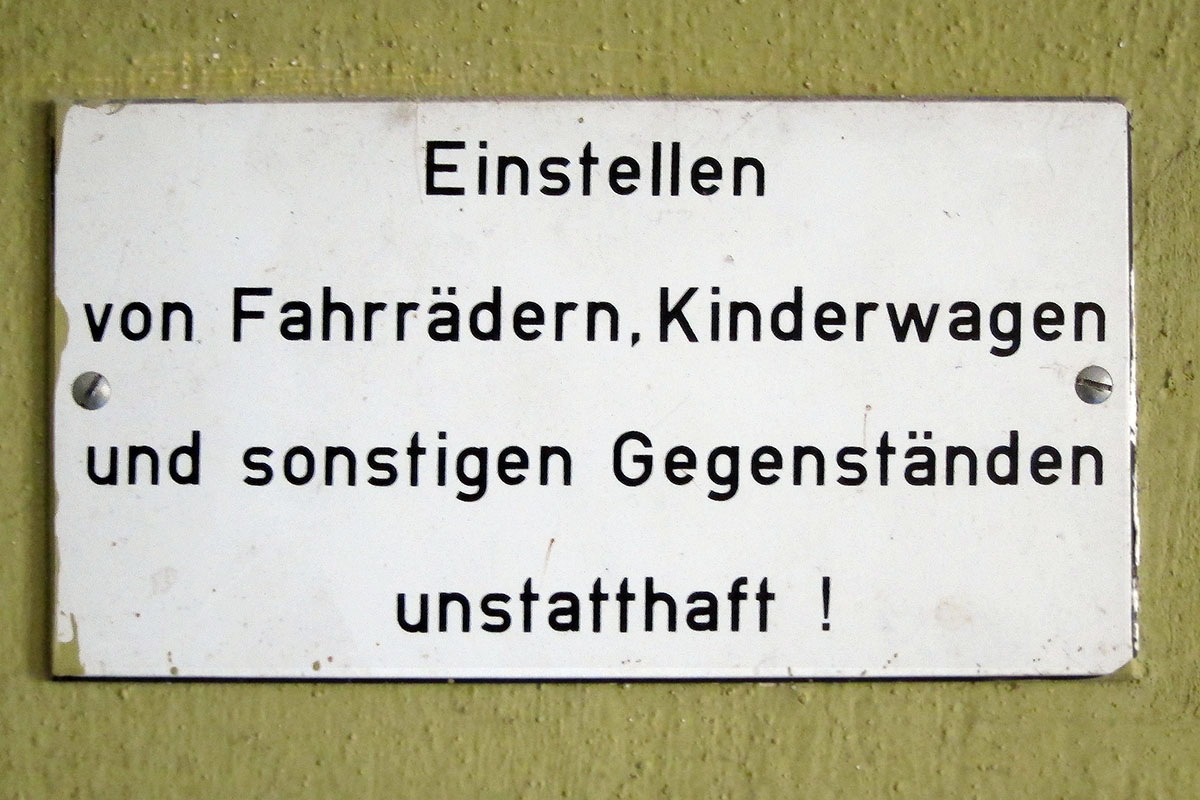 Einstellen
von Fahrrädern, Kinderwagen
und sonstigen Gegenständen
unstatthaft !